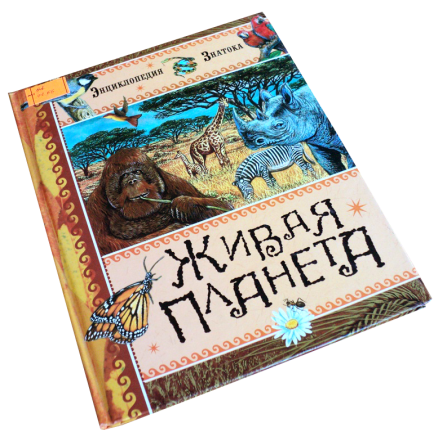 Энциклопедия Знатока
Живая
планета